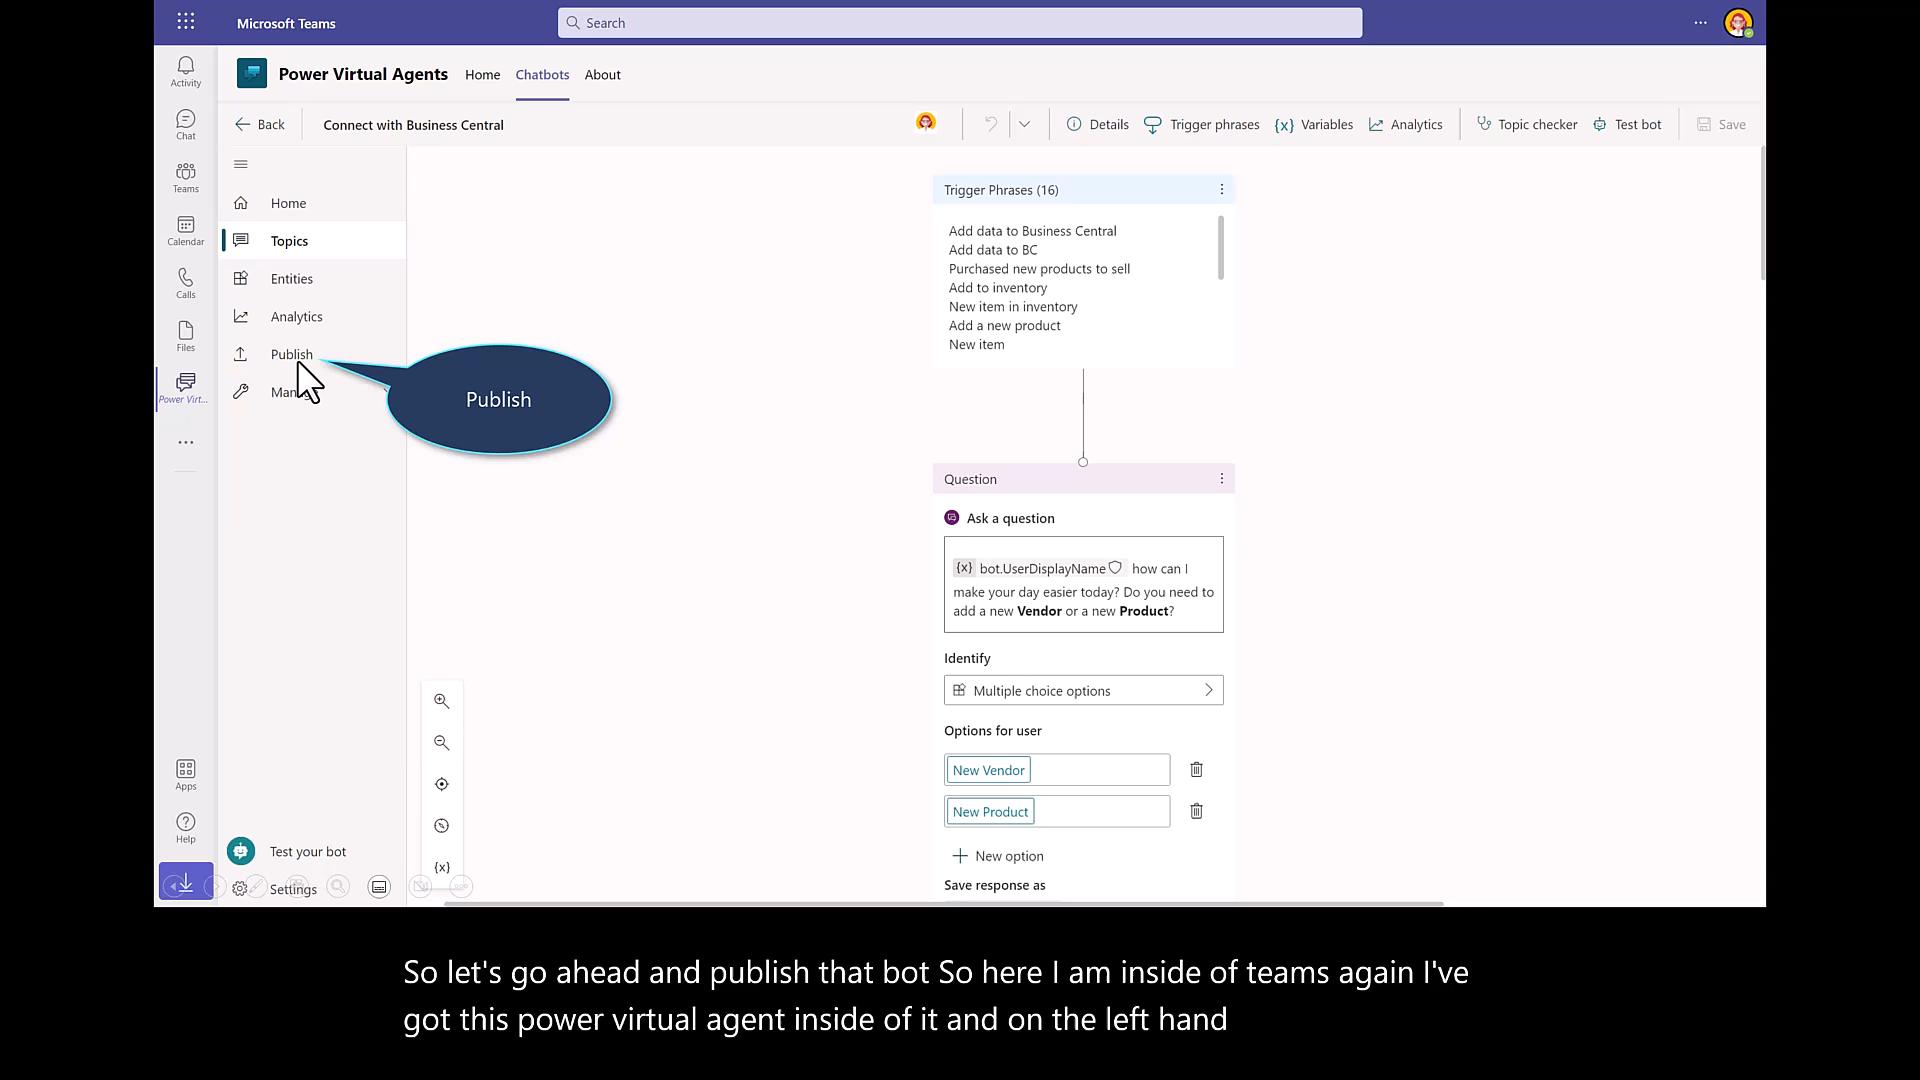 Microsoft Teams
Search
Activity
Chat
Teams
Calendar
Calls
Files
Power Virt...
Apps
Help
Power Virtual Agents
Home
Chatbots
About
Back
Connect with Business Central
Details
Trigger phrases
{x} Variables
Analytics
Topic checker
Test bot
Save
Home
Topics
Entities
Analytics
Publish
Publish
Test your bot
Settings
{x}
Trigger Phrases (16)
Add data to Business Central
Add data to BC
Purchased new products to sell
Add to inventory
New item in inventory
Add a new product
New item
Question
Ask a question
{x} bot.UserDisplayName how can I
make your day easier today? Do you need to
add a new Vendor or a new Product?
Identify
Multiple choice options
Options for user
New Vendor
New Product
New option
Save response as
So let's go ahead and publish that bot So here I am inside of teams again I've
got this power virtual agent inside of it and on the left hand